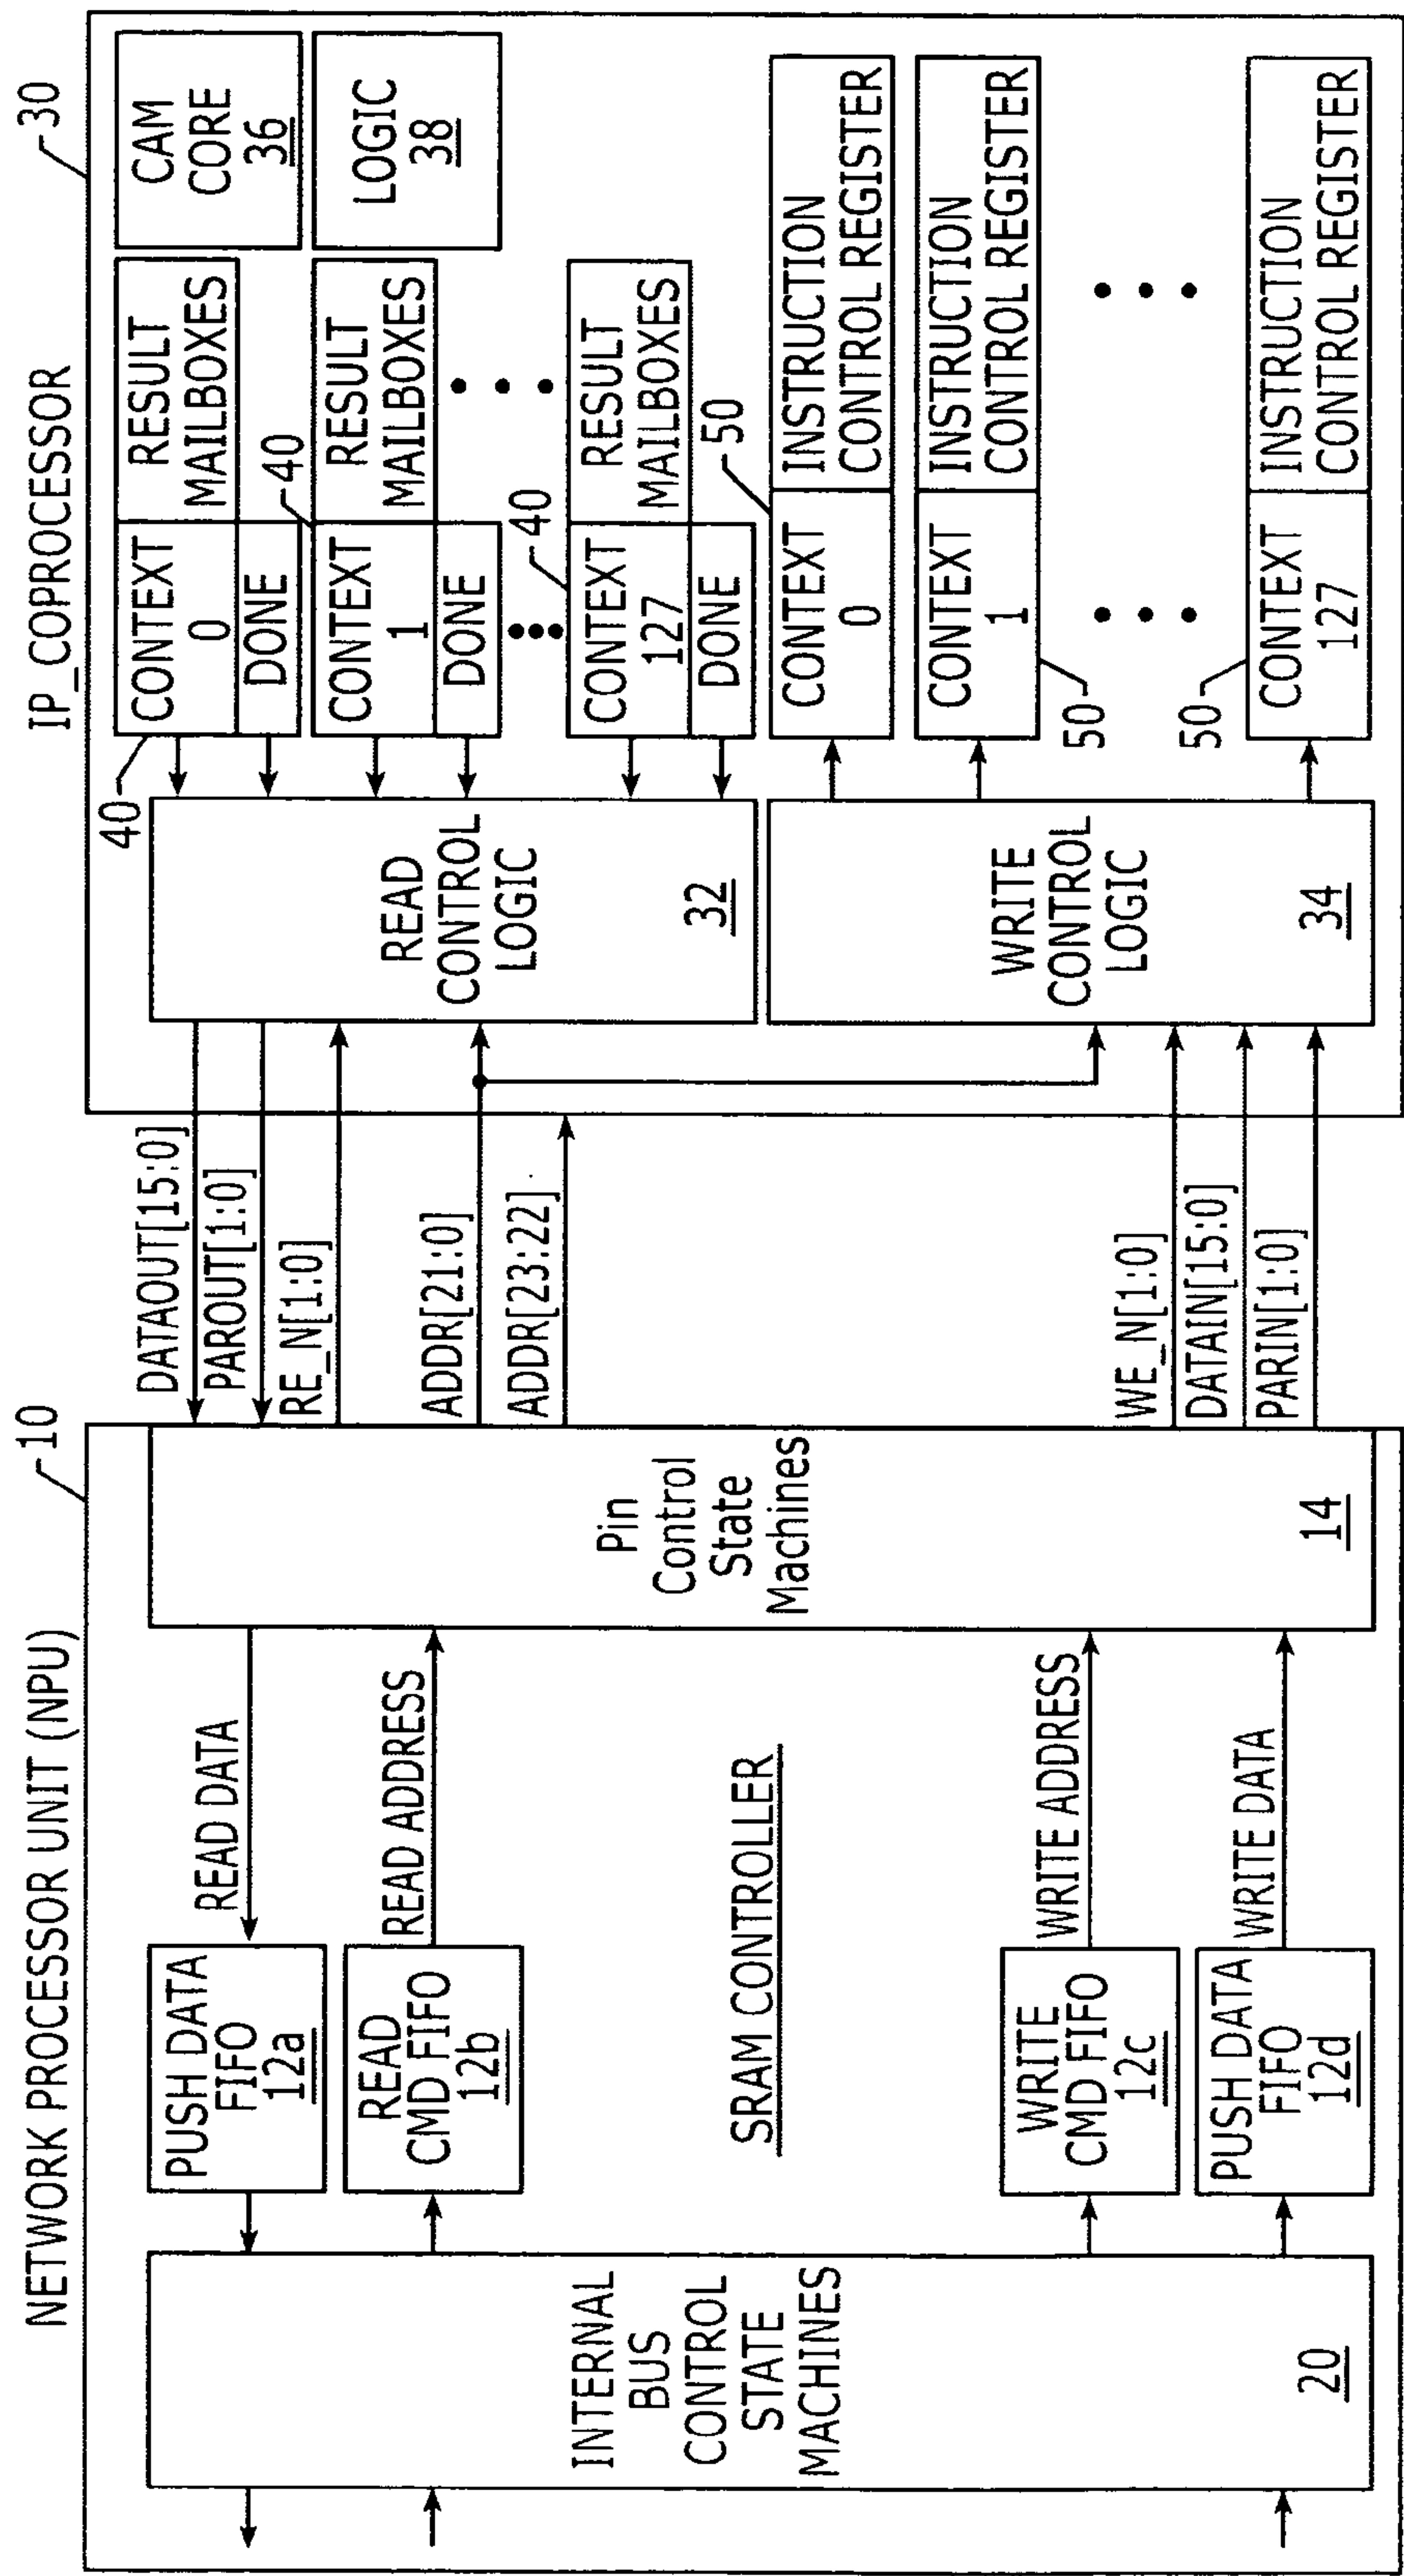 NETWORK PROCESSOR UNIT (NPU)
10
INTERNAL
BUS
CONTROL
STATE
MACHINES
20
PUSH DATA
FIFO
12a
READ
CMD FIFO
12b
SRAM CONTROLLER
WRITE
CMD FIFO
12c
PUSH DATA
FIFO
12d
READ DATA
READ ADDRESS
WRITE ADDRESS
WRITE DATA
Pin
Control
State
Machines
14
DATAOUT[15:0]
PAROUT[1:0]
RE_N[1:0]
ADDR[21:0]
ADDR[23:22]
WE_N[1:0]
DATAIN[15:0]
PARIN[1:0]
IP_COPROCESSOR
30
READ
CONTROL
LOGIC
32
WRITE
CONTROL
LOGIC
34
40
CONTEXT
0
DONE
RESULT
MAILBOXES
40
CONTEXT
1
DONE
RESULT
MAILBOXES
40
CONTEXT
127
DONE
RESULT
MAILBOXES
CAM
CORE
36
LOGIC
38
50
CONTEXT
0
INSTRUCTION
CONTROL REGISTER
50
CONTEXT
1
INSTRUCTION
CONTROL REGISTER
50
CONTEXT
127
INSTRUCTION
CONTROL REGISTER